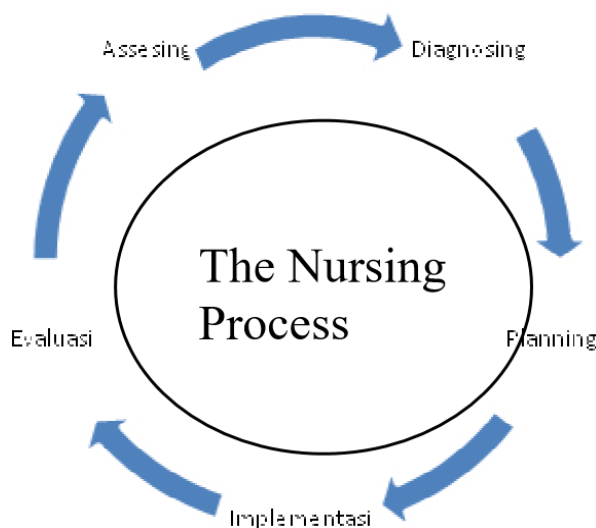 Assesing
Diagnosing
The Nursing
Process
Evaluasi
Planning
Implementasi